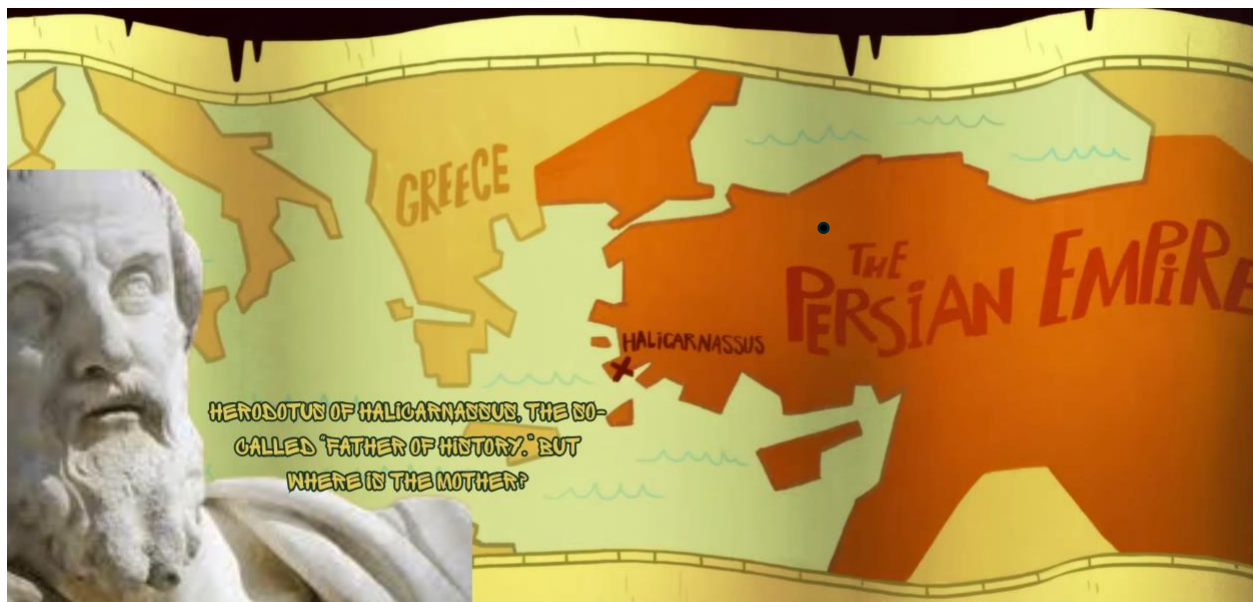 GREECE
THE
PERSIAN EMPIRE
HALICARNASSUS
HERODOTUS OF HALICARNASSUS, THE SO-
CALLED "FATHER OF HISTORY." BUT
WHERE IS THE MOTHER?